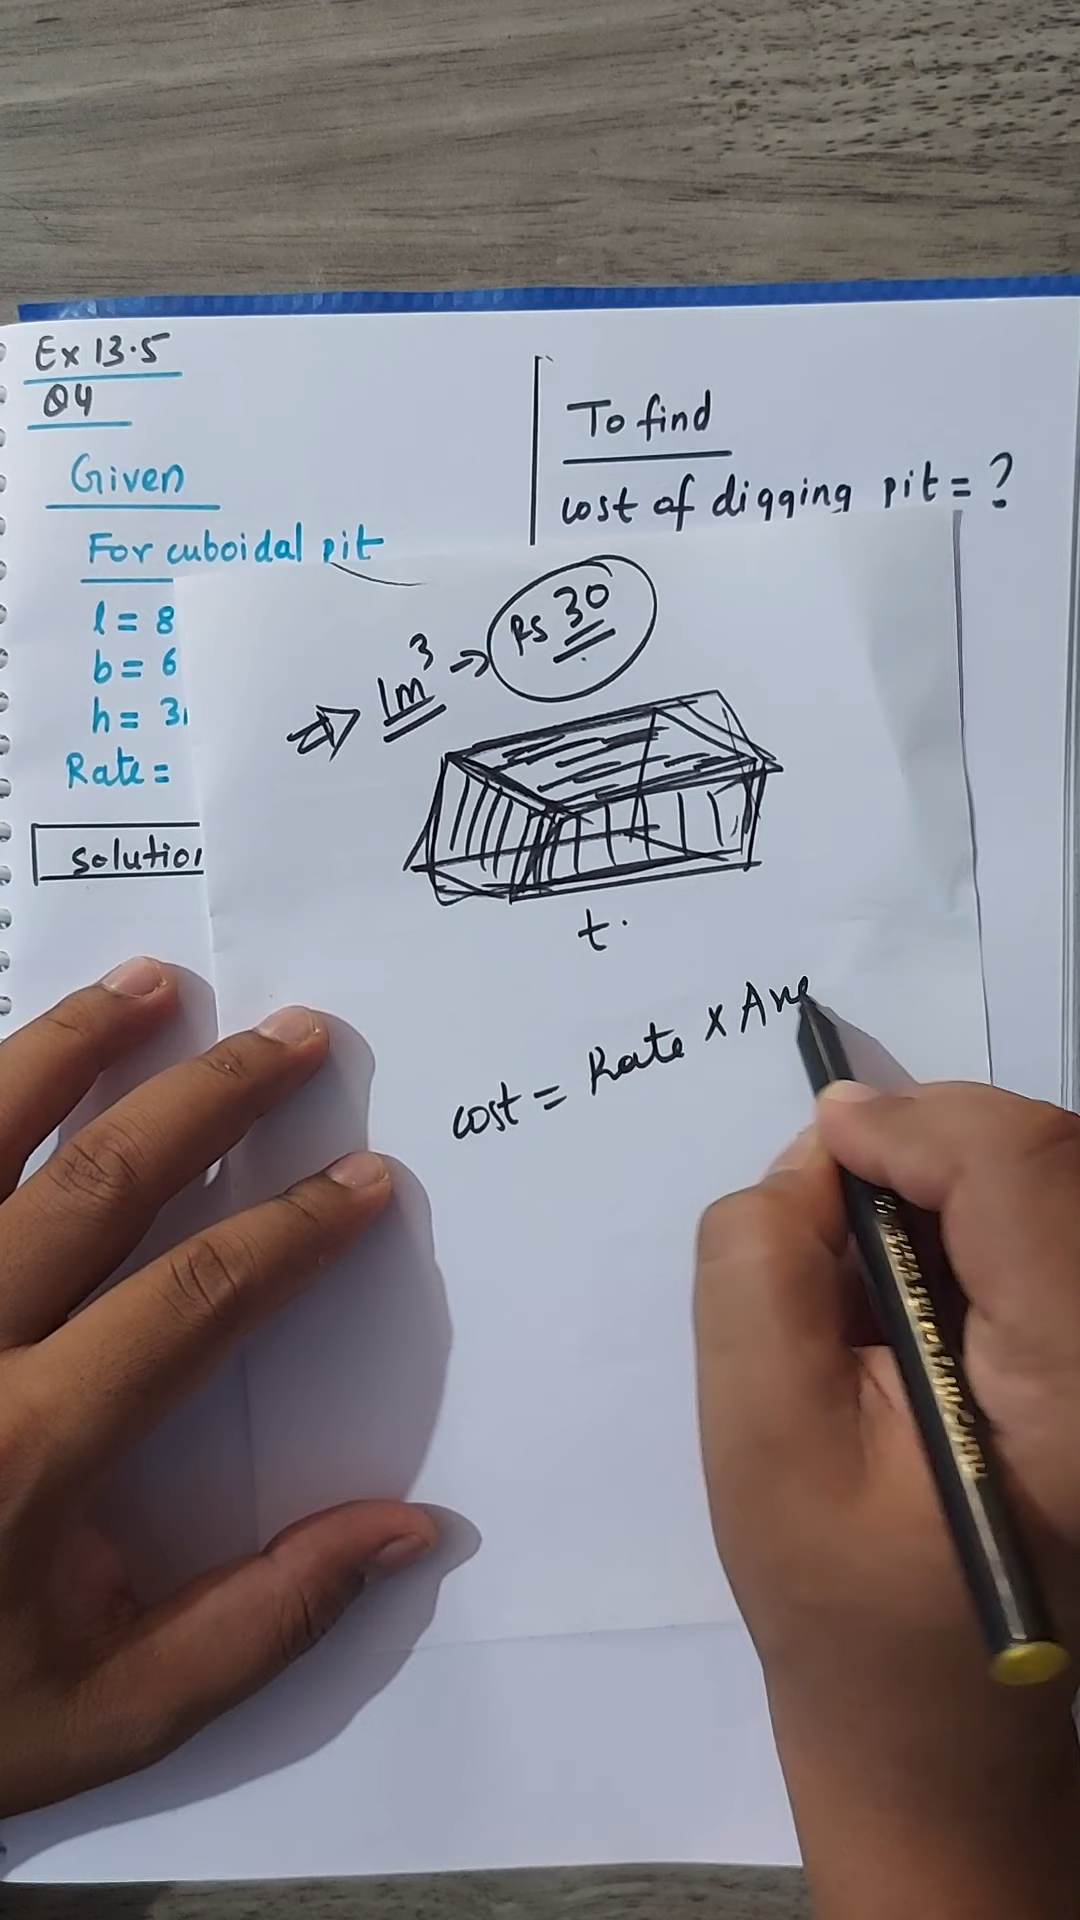 Ex 13.5
Q4
Given
For cuboidal pit
l = 8
b = 6
h = 3
Rate =
Solution
To find
cost of digging pit = ?
1m³ → Rs 30
t.
cost = Rate × Are